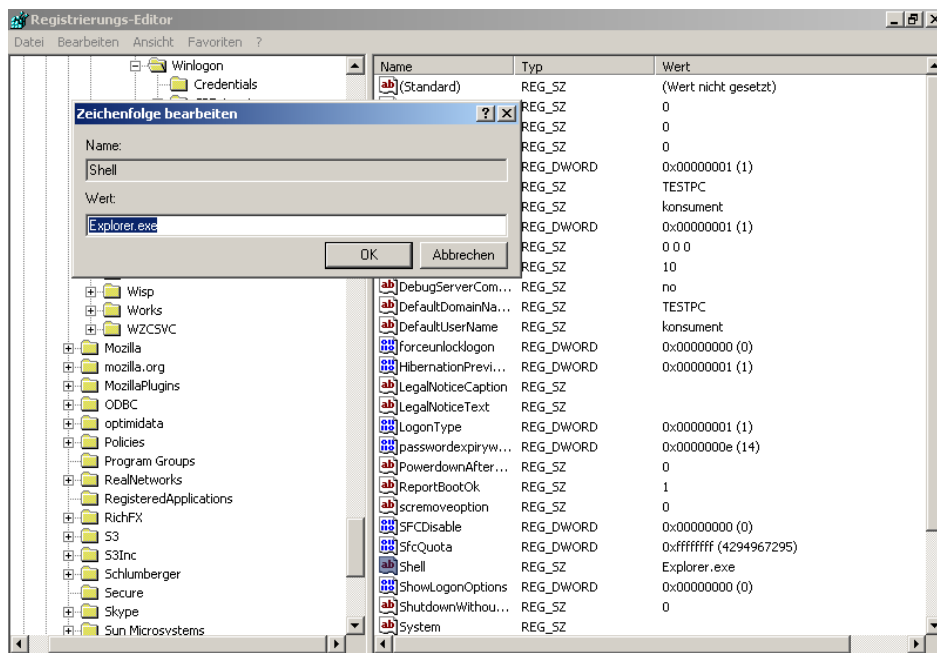 Registrierungs-Editor
Datei Bearbeiten Ansicht Favoriten ?
Winlogon
Credentials
Zeichenfolge bearbeiten
Name:
Shell
Wert:
Explorer.exe
OK Abbrechen
Wisp
Works
WZCSVC
Mozilla
mozilla.org
MozillaPlugins
ODBC
optimidata
Policies
Program Groups
RealNetworks
RegisteredApplications
RichFX
S3
S3Inc
Schlumberger
Secure
Skype
Sun Microsystems
Name Typ Wert
(Standard) REG_SZ (Wert nicht gesetzt)
REG_SZ 0
REG_SZ 0
REG_SZ 0
REG_DWORD 0x00000001 (1)
REG_SZ TESTPC
REG_SZ konsument
REG_DWORD 0x00000001 (1)
REG_SZ 0 0 0
REG_SZ 10
DebugServerCom... REG_SZ no
DefaultDomainNa... REG_SZ TESTPC
DefaultUserName REG_SZ konsument
forceunlocklogon REG_DWORD 0x00000000 (0)
HibernationPrevi... REG_DWORD 0x00000001 (1)
LegalNoticeCaption REG_SZ
LegalNoticeText REG_SZ
LogonType REG_DWORD 0x00000001 (1)
passwordexpiryw... REG_DWORD 0x0000000e (14)
PowerdownAfter... REG_SZ 0
ReportBootOk REG_SZ 1
scremoveoption REG_SZ 0
SFCDisable REG_DWORD 0x00000000 (0)
SfcQuota REG_DWORD 0xffffffff (4294967295)
Shell REG_SZ Explorer.exe
ShowLogonOptions REG_DWORD 0x00000000 (0)
ShutdownWithou... REG_SZ 0
System REG_SZ